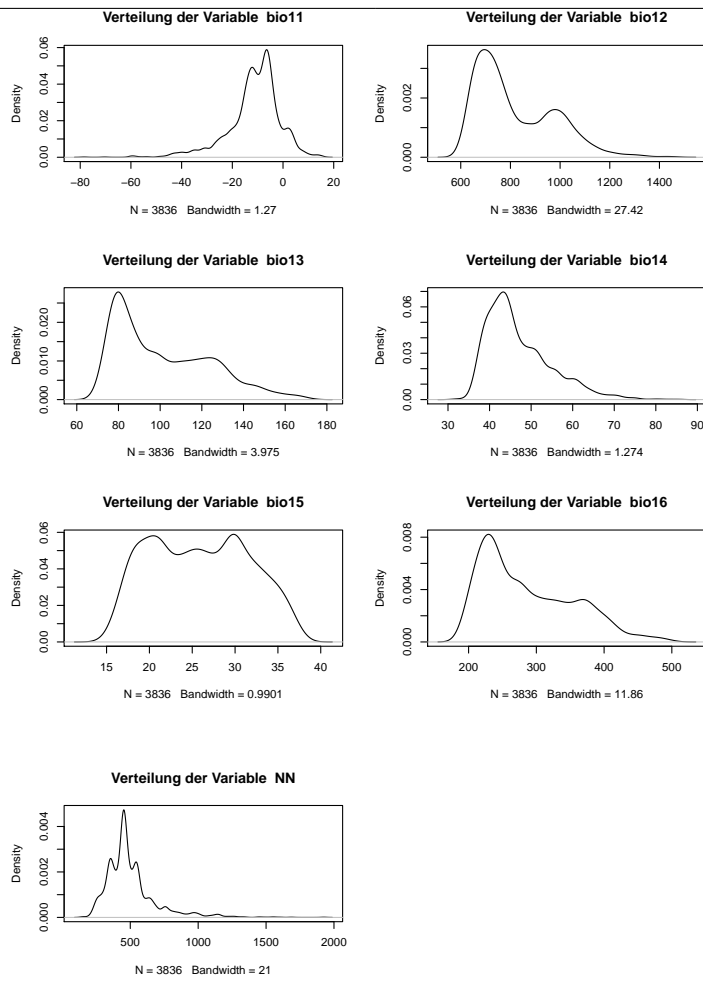 Verteilung der Variable bio11
Density
0.00 0.02 0.04 0.06
−80 −60 −40 −20 0 20
N = 3836 Bandwidth = 1.27
Verteilung der Variable bio12
Density
0.000 0.002
600 800 1000 1200 1400
N = 3836 Bandwidth = 27.42
Verteilung der Variable bio13
Density
0.000 0.010 0.020
60 80 100 120 140 160 180
N = 3836 Bandwidth = 3.975
Verteilung der Variable bio14
Density
0.00 0.03 0.06
30 40 50 60 70 80 90
N = 3836 Bandwidth = 1.274
Verteilung der Variable bio15
Density
0.00 0.02 0.04 0.06
15 20 25 30 35 40
N = 3836 Bandwidth = 0.9901
Verteilung der Variable bio16
Density
0.000 0.004 0.008
200 300 400 500
N = 3836 Bandwidth = 11.86
Verteilung der Variable NN
Density
0.000 0.002 0.004
500 1000 1500 2000
N = 3836 Bandwidth = 21